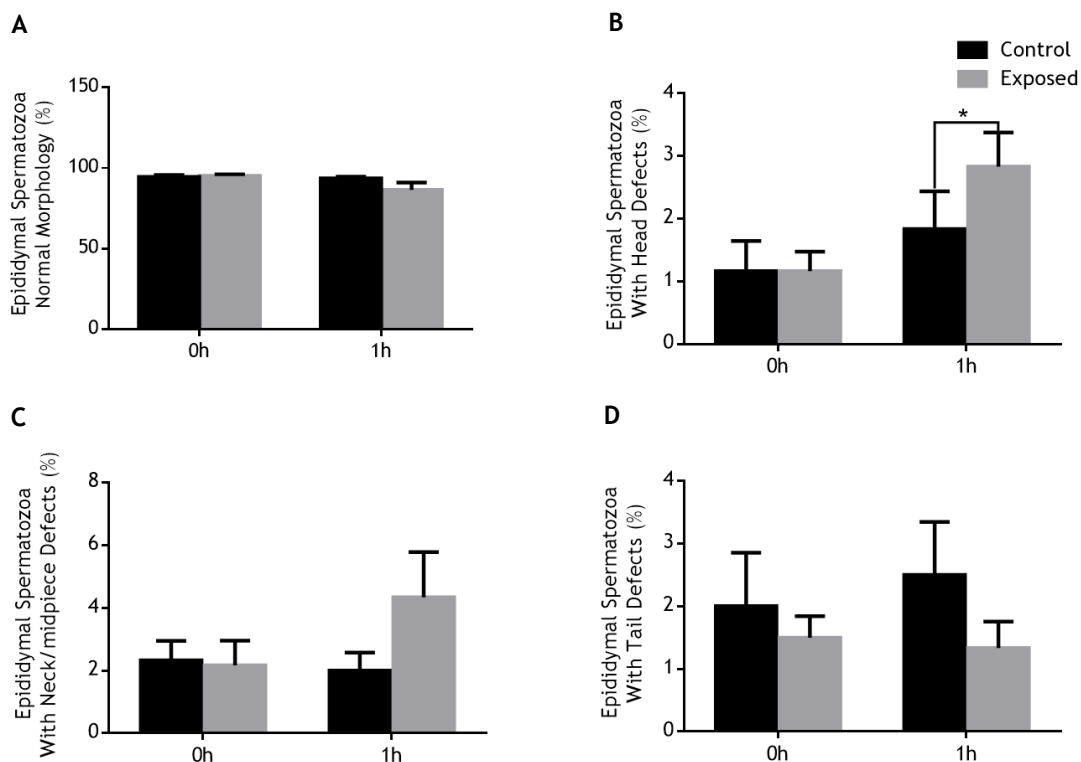 A
Epididymal Spermatozoa
Normal Morphology (%)
150
100
50
0
0h
1h
B
Control
Exposed
Epididymal Spermatozoa
With Head Defects (%)
4
3
2
1
0
*
0h
1h
C
Epididymal Spermatozoa
With Neck/midpiece Defects (%)
8
6
4
2
0
0h
1h
D
Epididymal Spermatozoa
With Tail Defects (%)
4
3
2
1
0
0h
1h